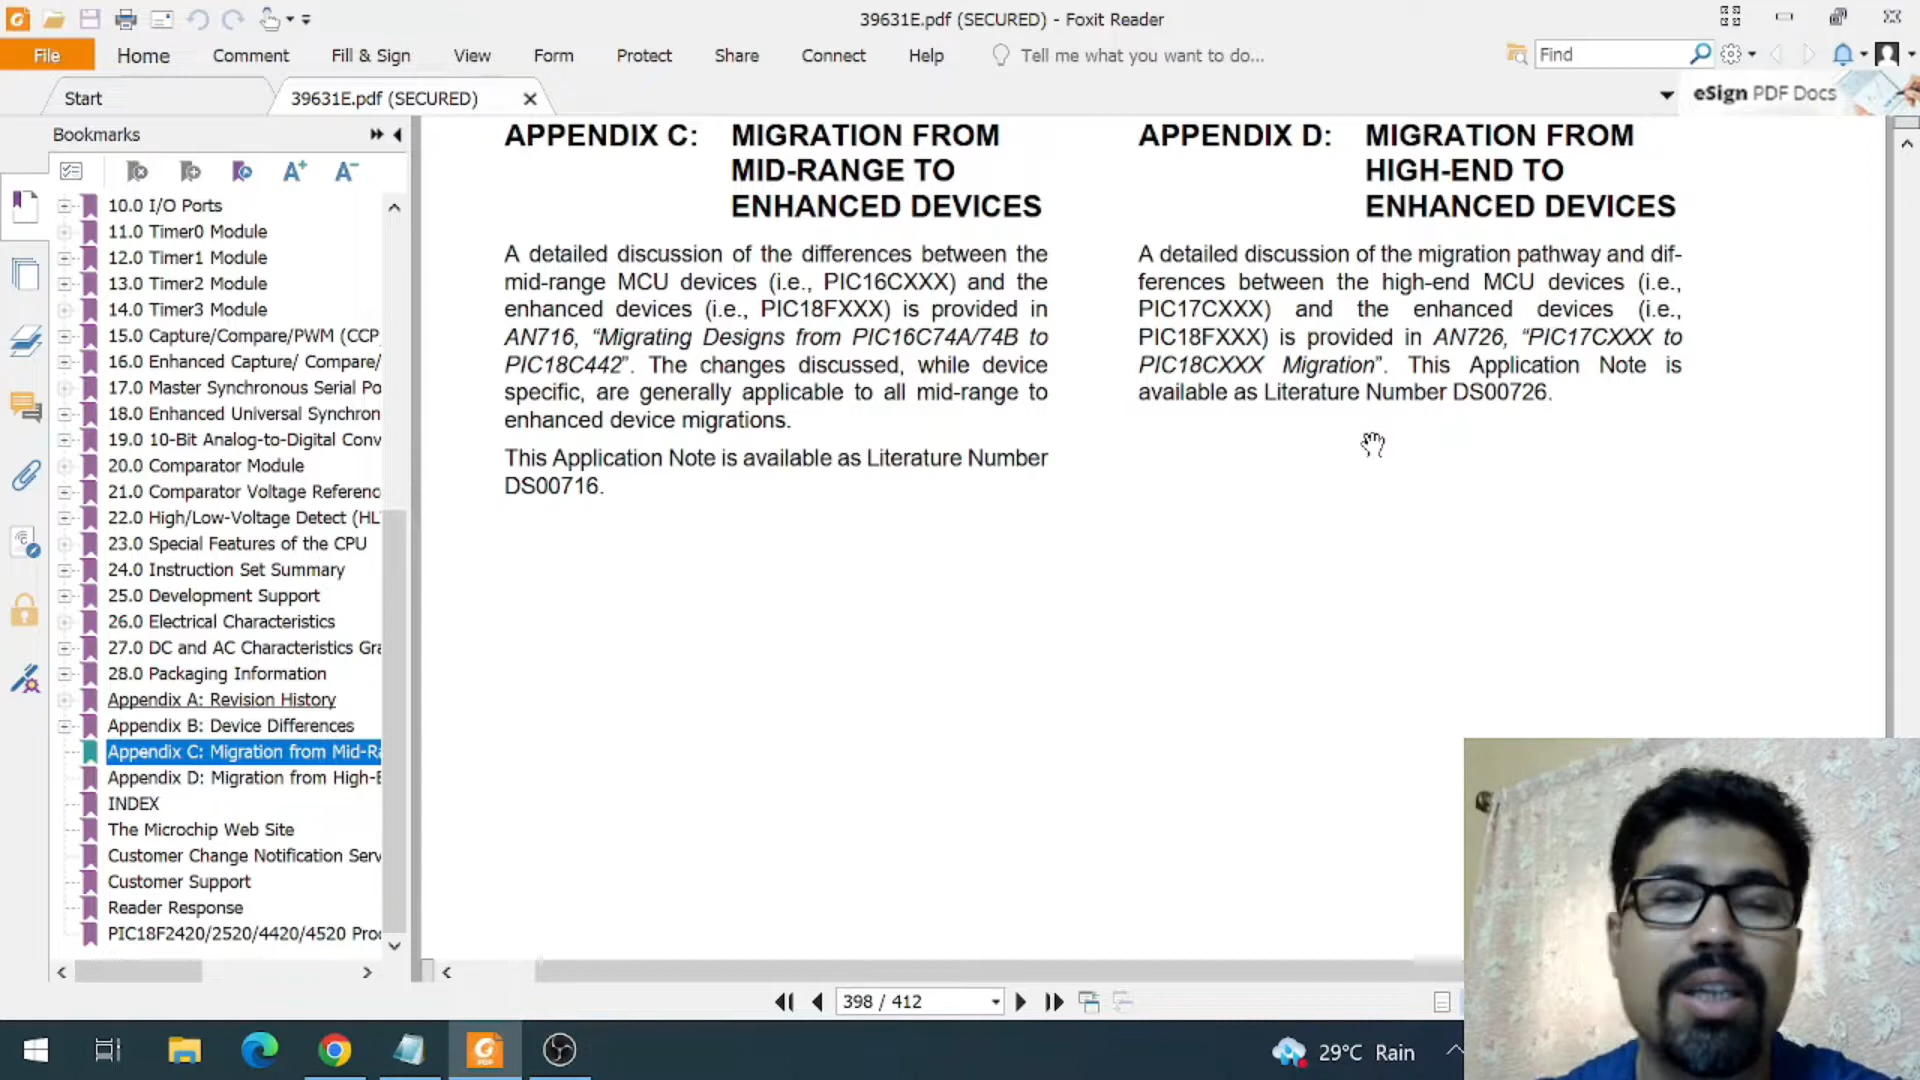 39631E.pdf (SECURED) - Foxit Reader
File
Home
Comment
Fill & Sign
View
Form
Protect
Share
Connect
Help
Tell me what you want to do...
Find
Start
39631E.pdf (SECURED)
eSign PDF Docs
Bookmarks
10.0 I/O Ports
11.0 Timer0 Module
12.0 Timer1 Module
13.0 Timer2 Module
14.0 Timer3 Module
15.0 Capture/Compare/PWM (CCP
16.0 Enhanced Capture/ Compare/
17.0 Master Synchronous Serial Po
18.0 Enhanced Universal Synchron
19.0 10-Bit Analog-to-Digital Conv
20.0 Comparator Module
21.0 Comparator Voltage Referenc
22.0 High/Low-Voltage Detect (HL
23.0 Special Features of the CPU
24.0 Instruction Set Summary
25.0 Development Support
26.0 Electrical Characteristics
27.0 DC and AC Characteristics Gra
28.0 Packaging Information
Appendix A: Revision History
Appendix B: Device Differences
Appendix C: Migration from Mid-Ra
Appendix D: Migration from High-E
INDEX
The Microchip Web Site
Customer Change Notification Serv
Customer Support
Reader Response
PIC18F2420/2520/4420/4520 Pro
APPENDIX C: MIGRATION FROM
MID-RANGE TO
ENHANCED DEVICES
A detailed discussion of the differences between the
mid-range MCU devices (i.e., PIC16CXXX) and the
enhanced devices (i.e., PIC18FXXX) is provided in
AN716, “Migrating Designs from PIC16C74A/74B to
PIC18C442”. The changes discussed, while device
specific, are generally applicable to all mid-range to
enhanced device migrations.
This Application Note is available as Literature Number
DS00716.
APPENDIX D: MIGRATION FROM
HIGH-END TO
ENHANCED DEVICES
A detailed discussion of the migration pathway and dif-
ferences between the high-end MCU devices (i.e.,
PIC17CXXX) and the enhanced devices (i.e.,
PIC18FXXX) is provided in AN726, “PIC17CXXX to
PIC18CXXX Migration”. This Application Note is
available as Literature Number DS00726.
398 / 412
29°C Rain